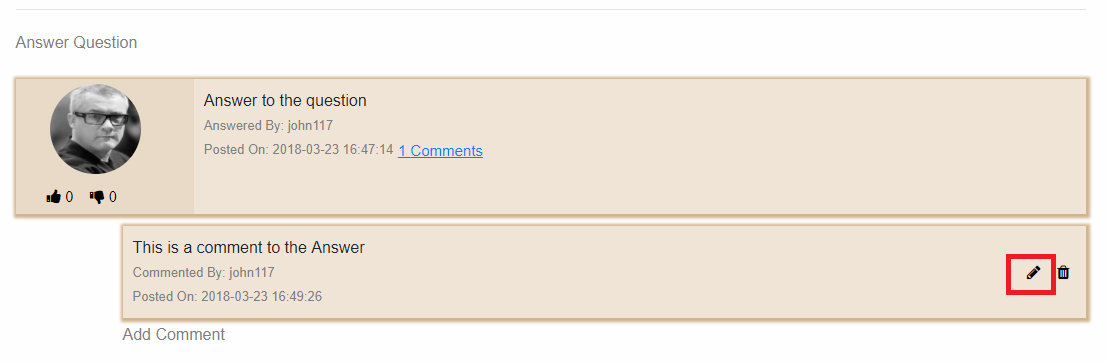 Answer Question
Answer to the question
Answered By: john117
Posted On: 2018-03-23 16:47:14 1 Comments
0 0
This is a comment to the Answer
Commented By: john117
Posted On: 2018-03-23 16:49:26
Add Comment